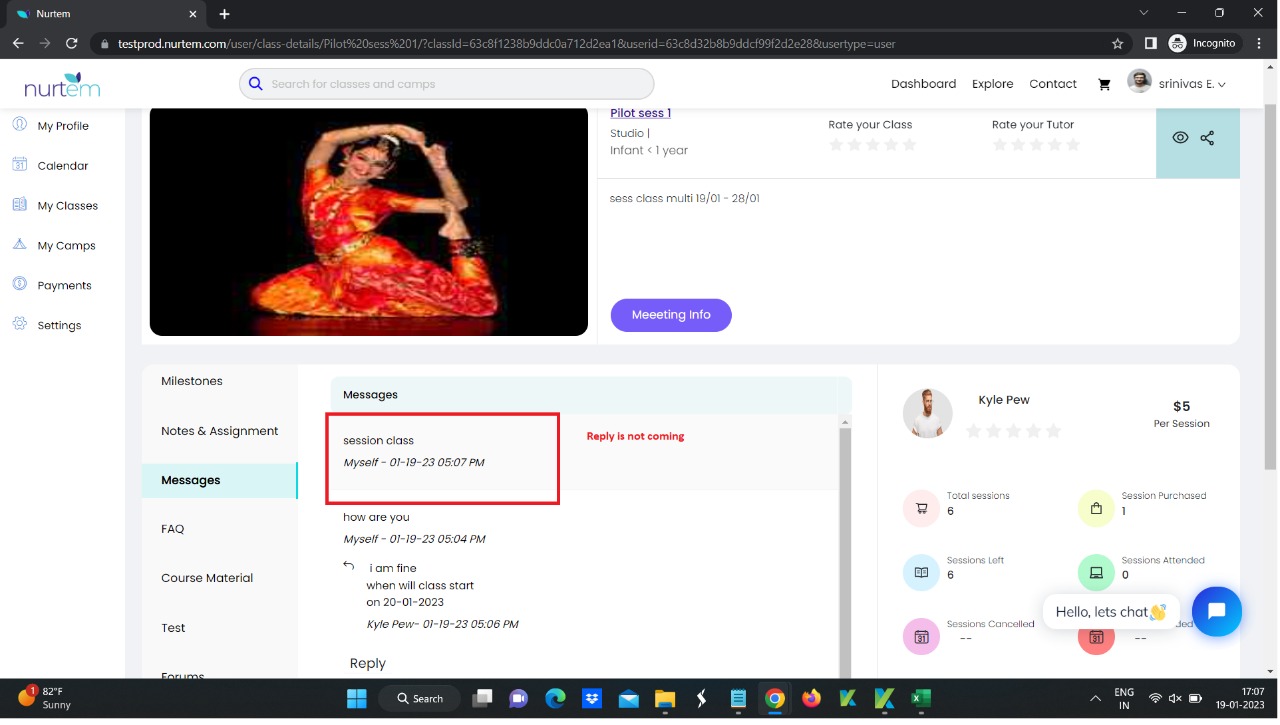 Nurtem
testprod.nurtem.com/user/class-details/Pilot%20sess%201/?classId=63c8f1238b9ddc0a712d2ea1&userid=63c8d32b8b9ddcf99f2d2e28&usertype=user
Incognito
nurtem
Search for classes and camps
Dashboard
Explore
Contact
srinivas E.
My Profile
Calendar
My Classes
My Camps
Payments
Settings
Pilot sess 1
Studio |
Infant < 1 year
Rate your Class
Rate your Tutor
sess class multi 19/01 - 28/01
Meeeting Info
Milestones
Notes & Assignment
Messages
FAQ
Course Material
Test
Forums
Messages
session class
Myself - 01-19-23 05:07 PM
Reply is not coming
how are you
Myself - 01-19-23 05:04 PM
i am fine
when will class start
on 20-01-2023
Kyle Pew- 01-19-23 05:06 PM
Reply
Kyle Pew
$5
Per Session
Total sessions
6
Session Purchased
1
Sessions Left
6
Sessions Attended
0
Sessions Cancelled
--
--
Hello, lets chat👋
1
82°F
Sunny
Search
ENG
IN
17:07
19-01-2023